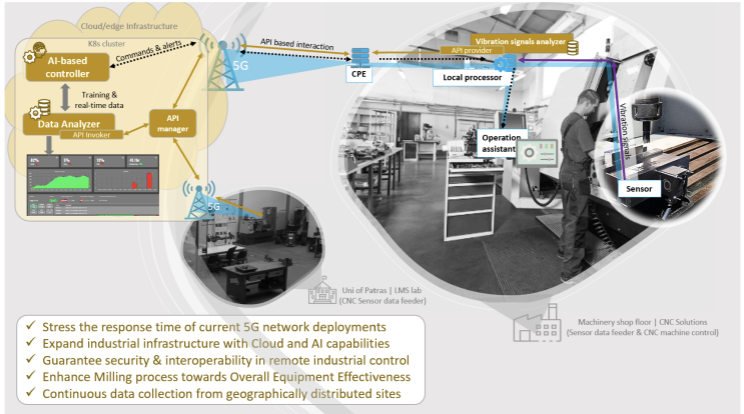 Cloud/edge Infrastructure
K8s cluster
AI-based
controller
Commands & alerts
Training &
real-time data
Data Analyzer
API Invoker
API
manager
5G
API based interaction
CPE
API provider
Vibration signals analyzer
Local processor
Operation
assistant
Vibration signals
Sensor
5G
Uni of Patras | LMS lab
(CNC Sensor data feeder)
Machinery shop floor | CNC Solutions
(Sensor data feeder & CNC machine control)
✓ Stress the response time of current 5G network deployments
✓ Expand industrial infrastructure with Cloud and AI capabilities
✓ Guarantee security & interoperability in remote industrial control
✓ Enhance Milling process towards Overall Equipment Effectiveness
✓ Continuous data collection from geographically distributed sites